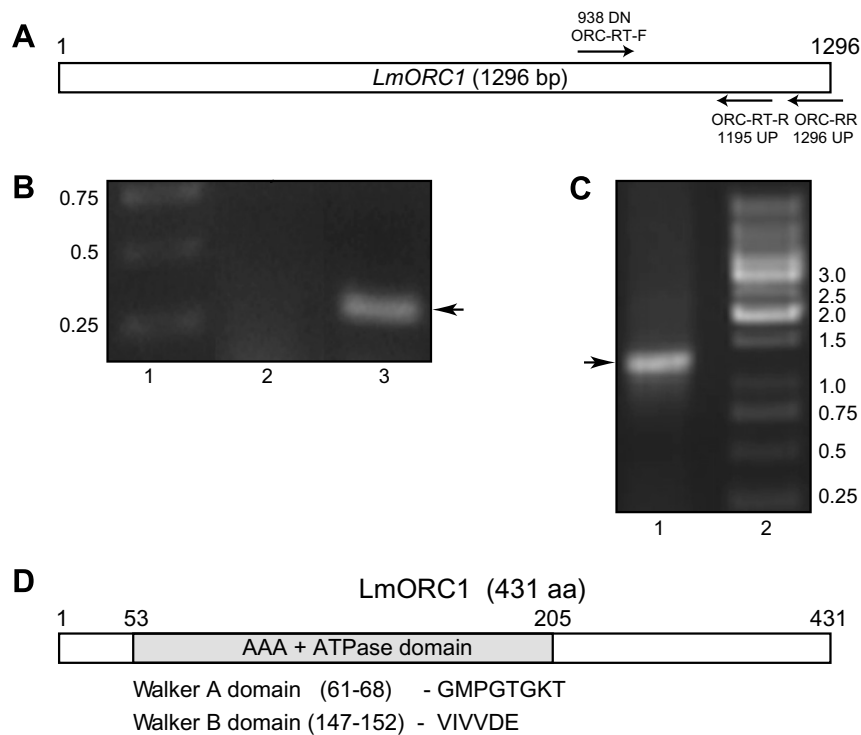 A
938 DN
ORC-RT-F
1
1296
LmORC1 (1296 bp)
ORC-RT-R ORC-RR
1195 UP 1296 UP
B
0.75
0.5
0.25
1 2 3
C
3.0
2.5
2.0
1.5
1.0
0.75
0.5
0.25
1 2
D
LmORC1 (431 aa)
1 53 205 431
AAA + ATPase domain
Walker A domain (61-68) - GMPGTGKT
Walker B domain (147-152) - VIVVDE